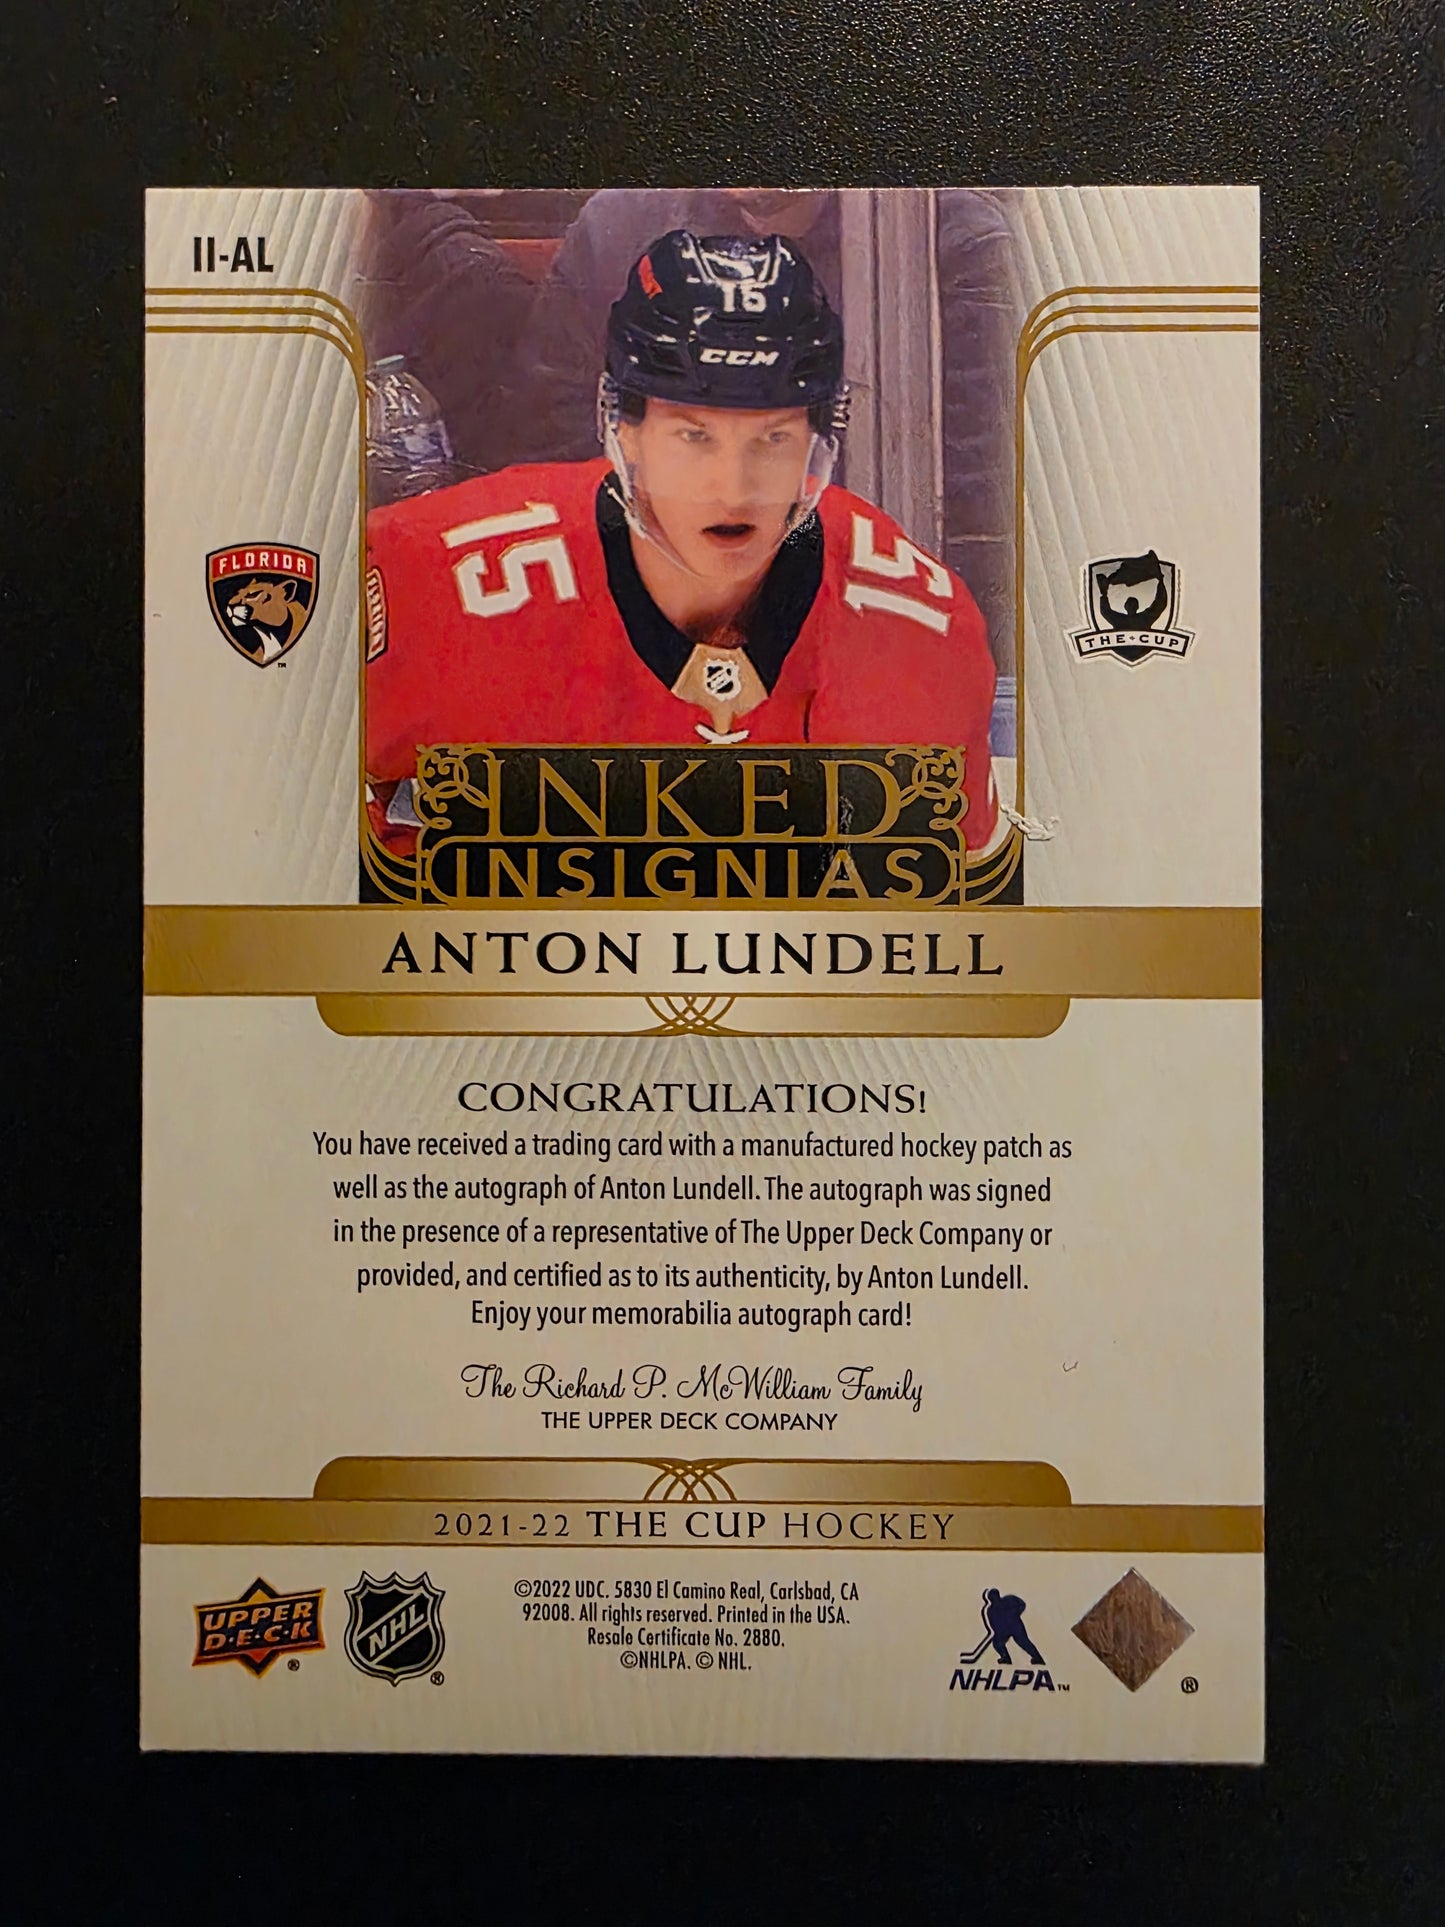 II-AL
15
CCM
15
15
FLORIDA
TM
THE CUP
INKED
INSIGNIAS
ANTON LUNDELL
CONGRATULATIONS!
You have received a trading card with a manufactured hockey patch as
well as the autograph of Anton Lundell. The autograph was signed
in the presence of a representative of The Upper Deck Company or
provided, and certified as to its authenticity, by Anton Lundell.
Enjoy your memorabilia autograph card!
The Richard P. McWilliam Family
THE UPPER DECK COMPANY
2021-22 THE CUP HOCKEY
UPPER
D·E·C·K
®
NHL
®
©2022 UDC. 5830 El Camino Real, Carlsbad, CA
92008. All rights reserved. Printed in the USA.
Resale Certificate No. 2880.
©NHLPA. © NHL.
NHLPA TM
®